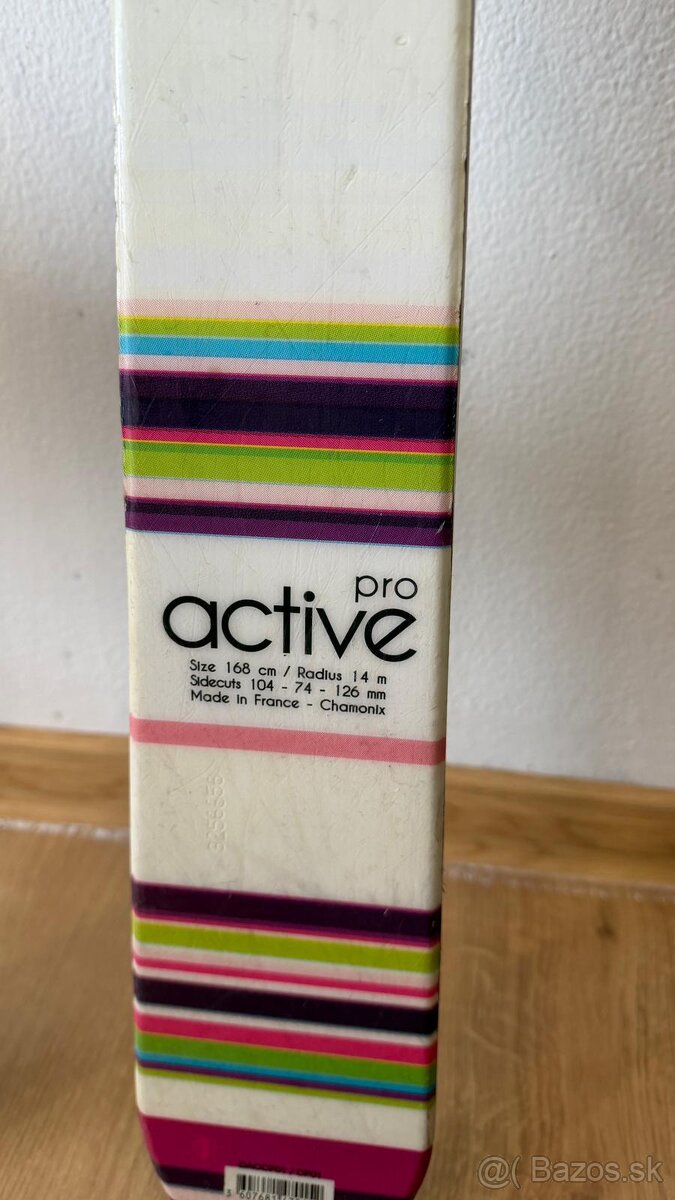 pro
active
Size 168 cm / Radius 14 m
Sidecuts 104 - 74 - 126 mm
Made in France - Chamonix
@( Bazos.sk